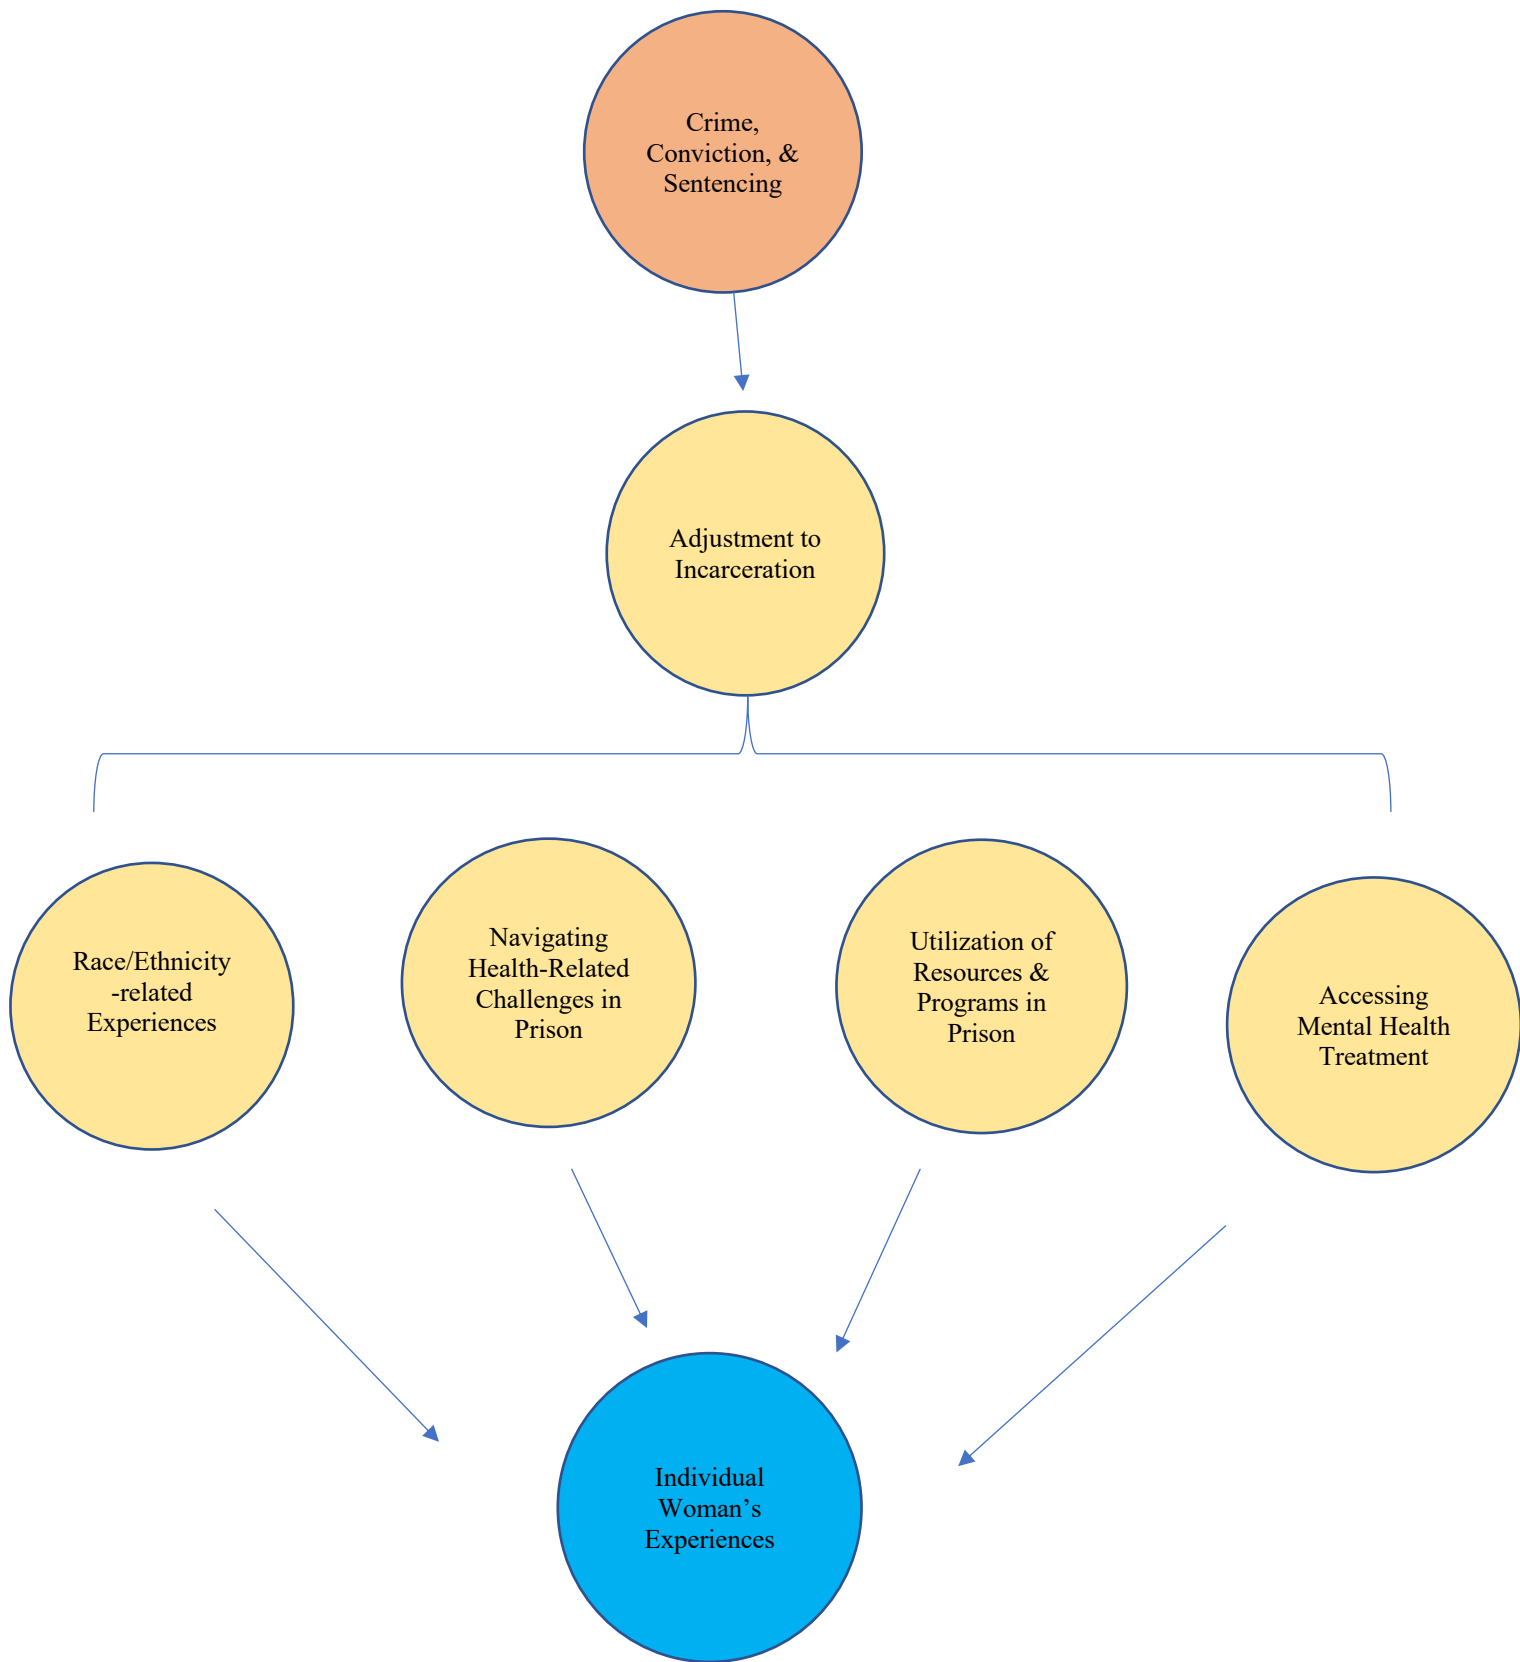 Crime,
Conviction, &
Sentencing
Adjustment to
Incarceration
Race/Ethnicity
-related
Experiences
Navigating
Health-Related
Challenges in
Prison
Utilization of
Resources &
Programs in
Prison
Accessing
Mental Health
Treatment
Individual
Woman’s
Experiences